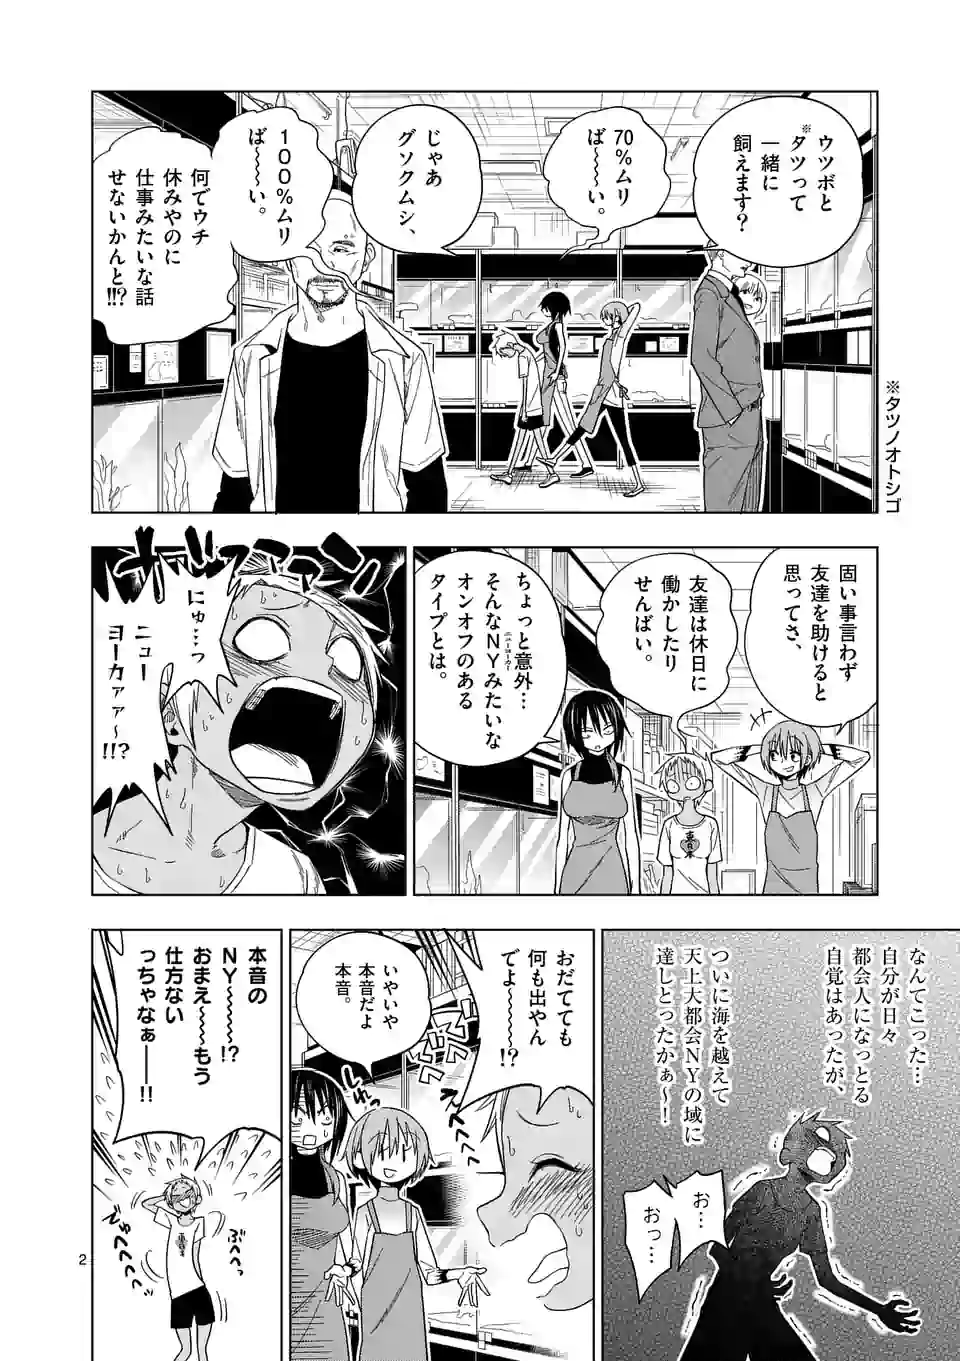 ウツボと
※タツって
一緒に
飼えます?
70%ムリ
ば〜〜い。
じゃあ
グソクムシ、
100%ムリ
ば〜〜い。
何でウチ
休みやのに
仕事みたいな話
せないかんと!!?
※タツノオトシゴ
固い事言わず
友達を助けると
思ってさ、
友達は休日に
働かしたり
せんばい。
ちょっと意外…
そんなNYみたいな
ニューヨーカー
オンオフのある
タイプとは。
にゅ…っ
ニュー
ヨーカァァ〜!!?
なんてこった…
自分が日々
都会人になっとる
自覚はあったが、
ついに海を越えて
天上大都会NYの域に
達しとったかぁ〜!
お…
おっ…
おだてても
何も出やん
でよ〜〜!?
いやいや
本音だよ
本音。
本音の
NY〜〜〜!?
おまえ〜〜もう
仕方ない
っちゃなぁ――!!
2